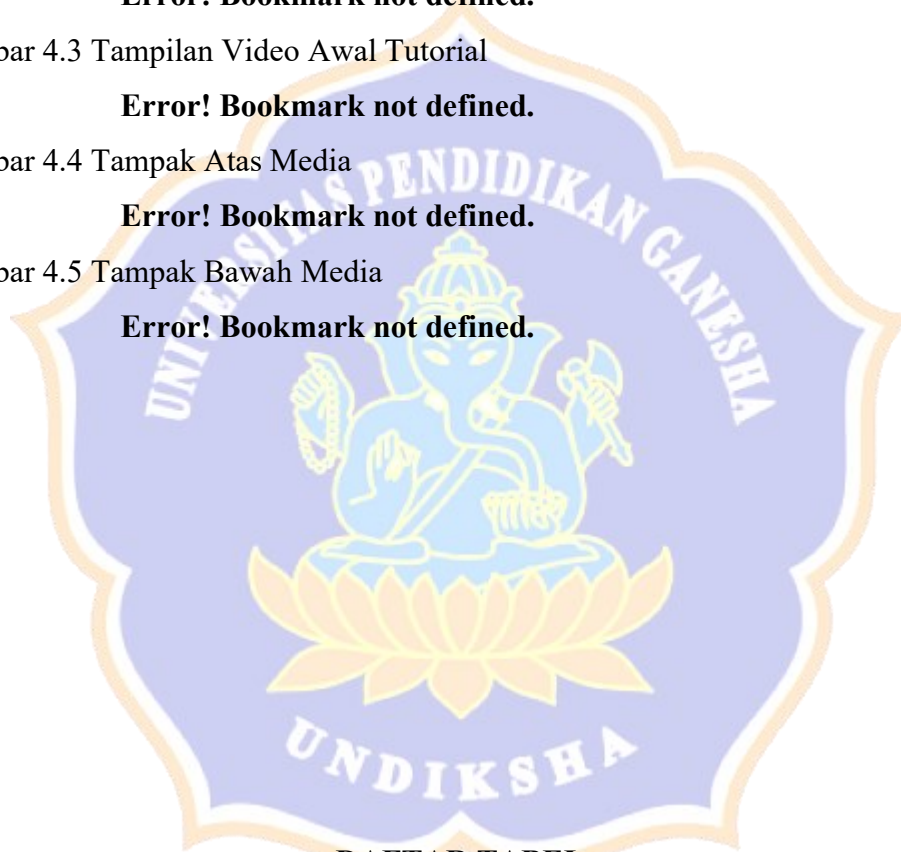 Error! Bookmark not defined.
bar 4.3 Tampilan Video Awal Tutorial
Error! Bookmark not defined.
bar 4.4 Tampak Atas Media
Error! Bookmark not defined.
bar 4.5 Tampak Bawah Media
Error! Bookmark not defined.
UNIVERSITAS PENDIDIKAN GANESHA
UNDIKSHA
DAFTAR TABEL